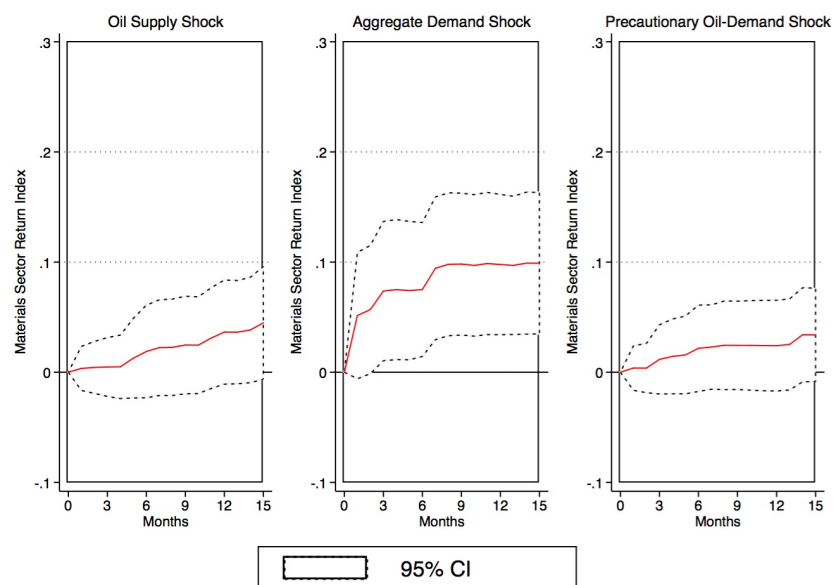 Oil Supply Shock
Materials Sector Return Index
.3
.2
.1
0
-.1
0 3 6 9 12 15
Months
Aggregate Demand Shock
Materials Sector Return Index
.3
.2
.1
0
-.1
0 3 6 9 12 15
Months
Precautionary Oil-Demand Shock
Materials Sector Return Index
.3
.2
.1
0
-.1
0 3 6 9 12 15
Months
95% CI